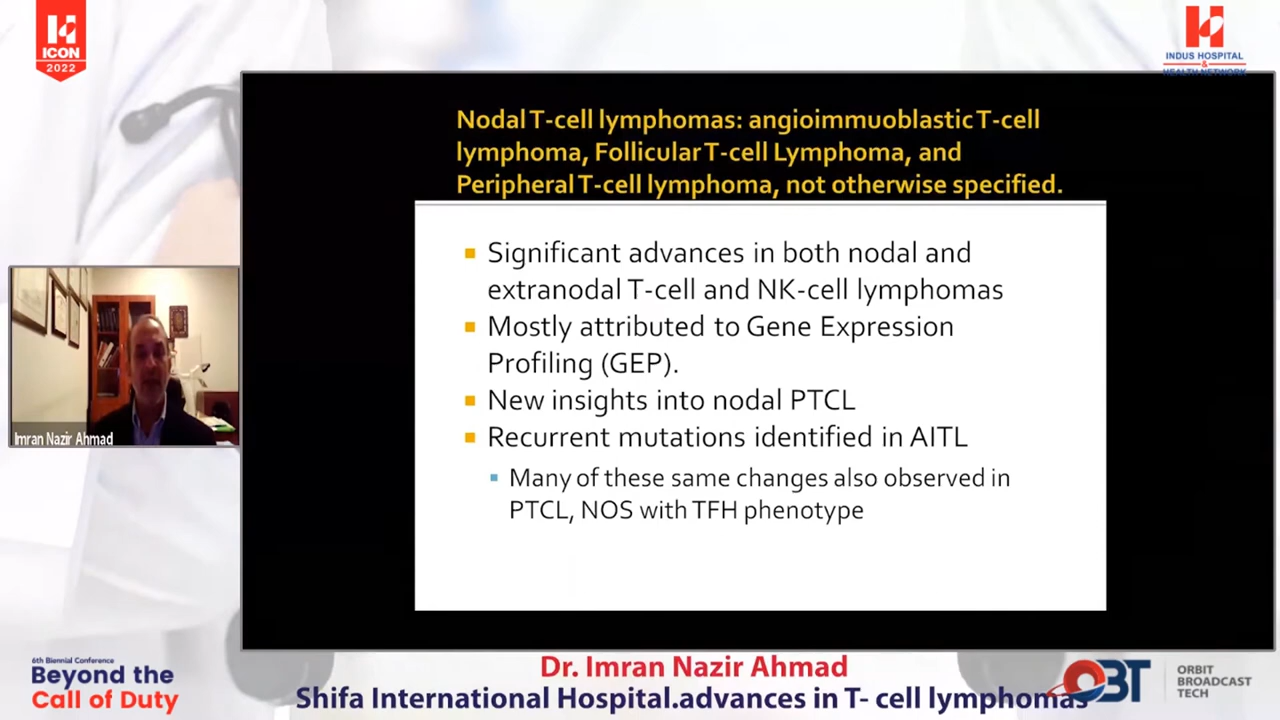 ICON
2022
INDUS HOSPITAL
&
HEALTH NETWORK
Nodal T-cell lymphomas: angioimmuoblastic T-cell
lymphoma, Follicular T-cell Lymphoma, and
Peripheral T-cell lymphoma, not otherwise specified.
Significant advances in both nodal and
extranodal T-cell and NK-cell lymphomas
Mostly attributed to Gene Expression
Profiling (GEP).
New insights into nodal PTCL
Recurrent mutations identified in AITL
Many of these same changes also observed in
PTCL, NOS with TFH phenotype
Imran Nazir Ahmad
6th Biennial Conference
Beyond the
Call of Duty
Dr. Imran Nazir Ahmad
Shifa International Hospital.advances in T- cell lymphomas
OBT
ORBIT
BROADCAST
TECH